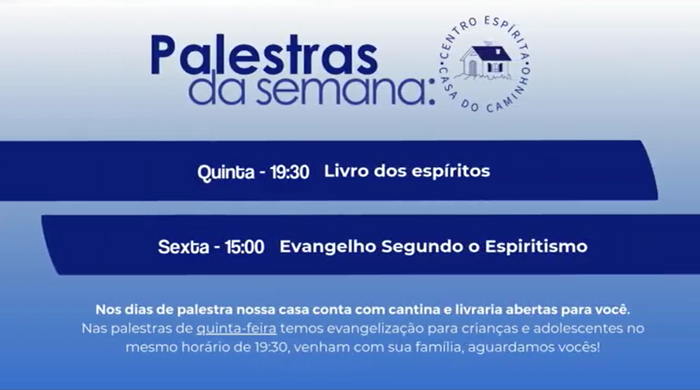 Palestras
da semana:
CENTRO ESPÍRITA
CASA DO CAMINHO
Quinta - 19:30 Livro dos espíritos
Sexta - 15:00 Evangelho Segundo o Espiritismo
Nos dias de palestra nossa casa conta com cantina e livraria abertas para você.
Nas palestras de quinta-feira temos evangelização para crianças e adolescentes no
mesmo horário de 19:30, venham com sua família, aguardamos vocês!